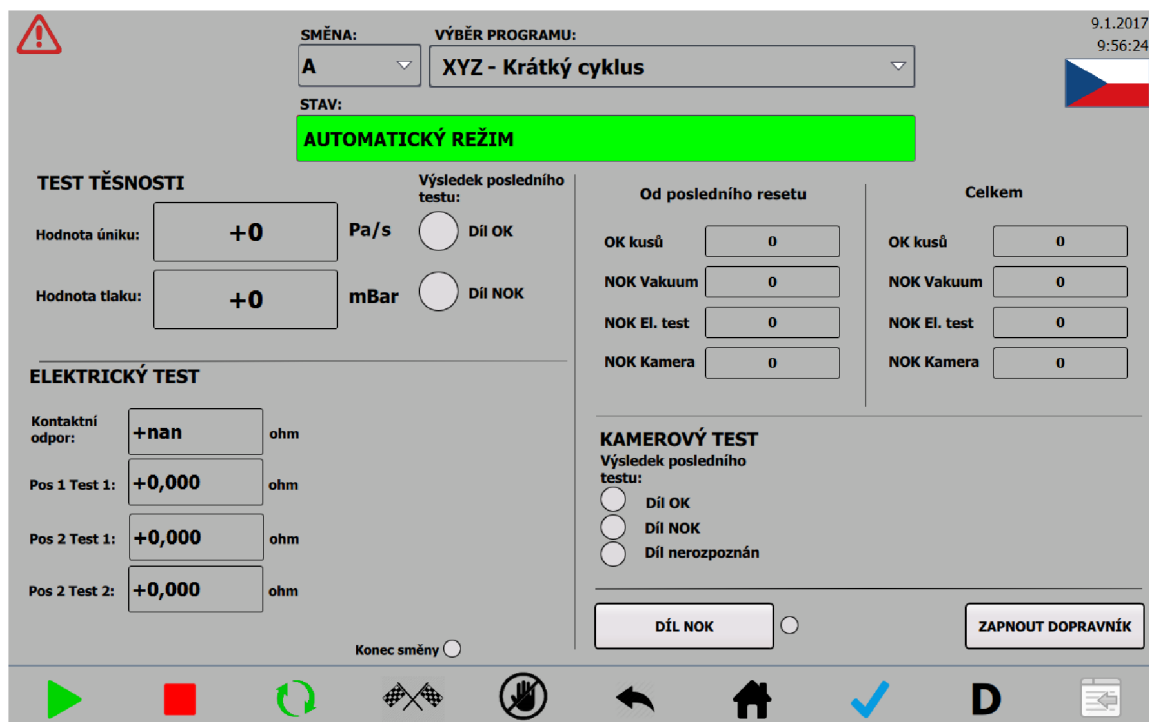 9.1.2017
9:56:24
SMĚNA:
VÝBĚR PROGRAMU:
A
XYZ - Krátký cyklus
STAV:
AUTOMATICKÝ REŽIM
TEST TĚSNOSTI
Výsledek posledního
testu:
Hodnota úniku:
+0
Pa/s
Díl OK
Hodnota tlaku:
+0
mBar
Díl NOK
Od posledního resetu
OK kusů
0
NOK Vakuum
0
NOK El. test
0
NOK Kamera
0
Celkem
OK kusů
0
NOK Vakuum
0
NOK El. test
0
NOK Kamera
0
ELEKTRICKÝ TEST
Kontaktní
odpor:
+nan
ohm
Pos 1 Test 1:
+0,000
ohm
Pos 2 Test 1:
+0,000
ohm
Pos 2 Test 2:
+0,000
ohm
Konec směny
KAMEROVÝ TEST
Výsledek posledního
testu:
Díl OK
Díl NOK
Díl nerozpoznán
DÍL NOK
ZAPNOUT DOPRAVNÍK
D